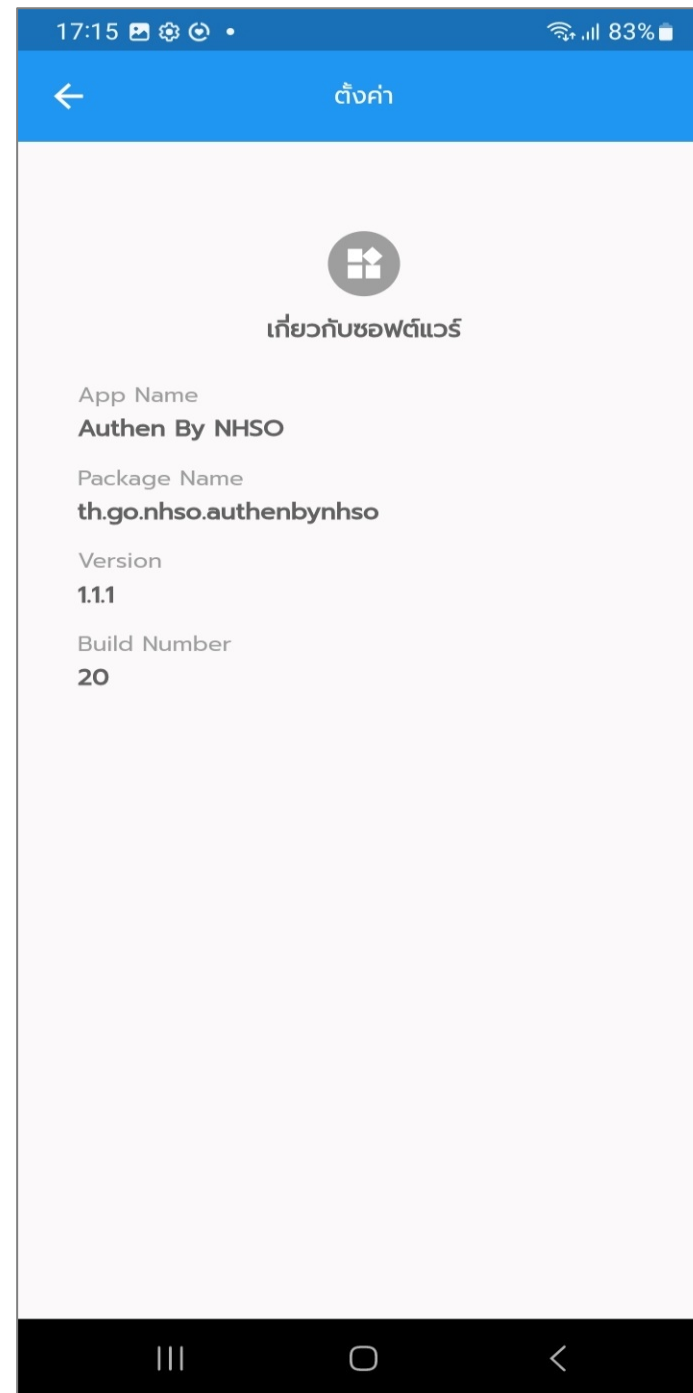 17:15 83%
ตั้งค่า
เกี่ยวกับซอฟต์แวร์
App Name
Authen By NHSO
Package Name
th.go.nhso.authenbynhso
Version
1.1.1
Build Number
20